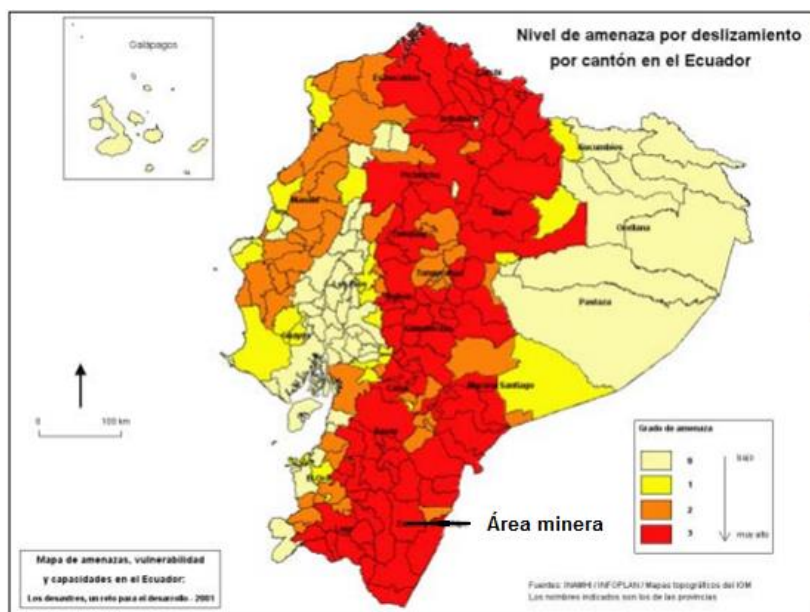 Galápagos
Nivel de amenaza por deslizamiento
por cantón en el Ecuador
Esmeraldas
Carchi
Imbabura
Sucumbíos
Pichincha
Manabí
Napo
Orellana
Cotopaxi
Tungurahua
Los Ríos
Bolívar
Pastaza
Guayas
Chimborazo
Morona Santiago
Cañar
Azuay
El Oro
Loja
0
100 km
Grado de amenaza
0
bajo
1
2
3
muy alto
Área minera
Mapa de amenazas, vulnerabilidad
y capacidades en el Ecuador:
Los desastres, un reto para el desarrollo - 2001
Fuentes: INAMHI / INFOPLAN / Mapas topográficos del IGM
Los nombres indicados son los de las provincias